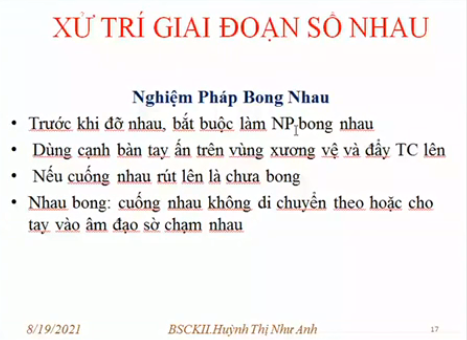 XỬ TRÍ GIAI ĐOẠN SỔ NHAU
Nghiệm Pháp Bong Nhau
• Trước khi đỡ nhau, bắt buộc làm NP bong nhau
• Dùng cạnh bàn tay ấn trên vùng xương vệ và đẩy TC lên
• Nếu cuống nhau rút lên là chưa bong
• Nhau bong: cuống nhau không di chuyển theo hoặc cho
tay vào âm đạo sờ chạm nhau
8/19/2021 BSCKII.Huỳnh Thị Như Anh 17